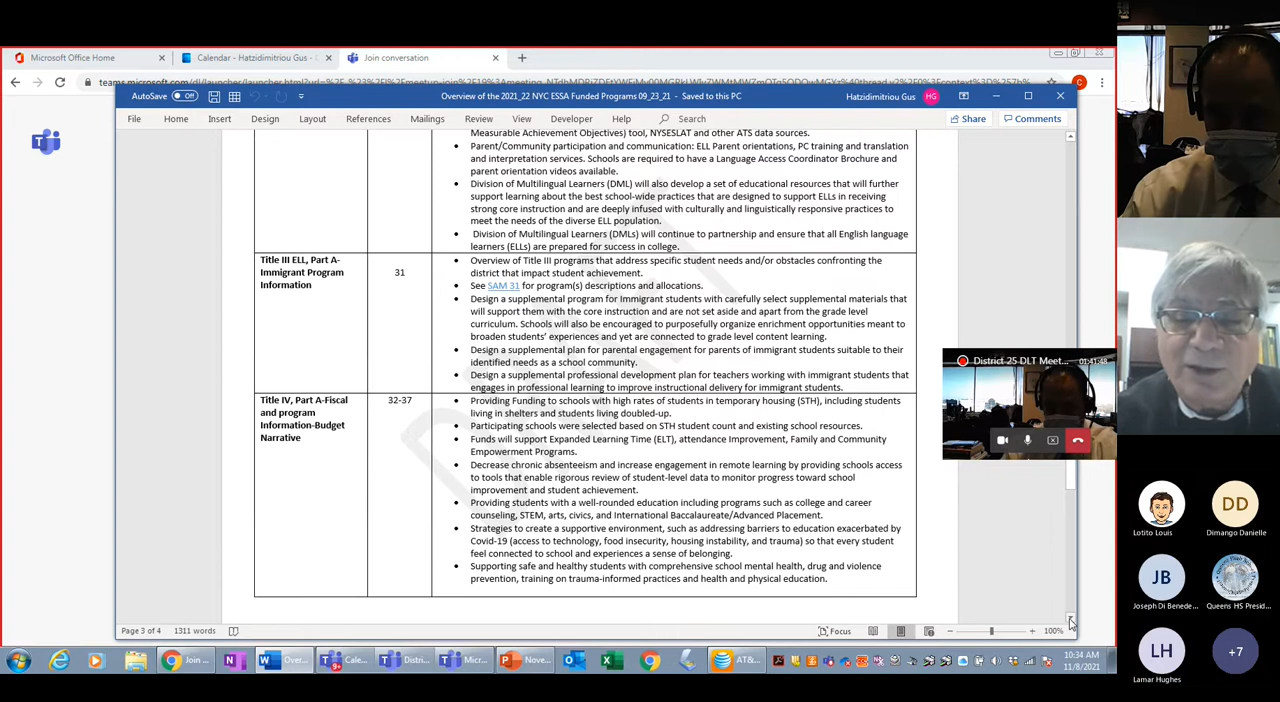 Microsoft Office Home
Calendar - Hatzidimitriou Gus - C
Join conversation
AutoSave
Off
Overview of the 2021_22 NYC ESSA Funded Programs 09_23_21 - Saved to this PC
Hatzidimitriou Gus
HG
File Home Insert Design Layout References Mailings Review View Developer Help Search Share Comments
Measurable Achievement Objectives) tool, NYSESLAT and other ATS data sources.
• Parent/Community participation and communication: ELL Parent orientations, PC training and translation
and interpretation services. Schools are required to have a Language Access Coordinator Brochure and
parent orientation videos available.
• Division of Multilingual Learners (DML) will also develop a set of educational resources that will further
support learning about the best school-wide practices that are designed to support ELLs in receiving
strong core instruction and are deeply infused with culturally and linguistically responsive practices to
meet the needs of the diverse ELL population.
• Division of Multilingual Learners (DMLs) will continue to partnership and ensure that all English language
learners (ELLs) are prepared for success in college.
Title III ELL, Part A-
Immigrant Program
Information
31
• Overview of Title III programs that address specific student needs and/or obstacles confronting the
district that impact student achievement.
• See SAM 31 for program(s) descriptions and allocations.
• Design a supplemental program for Immigrant students with carefully select supplemental materials that
will support them with the core instruction and are not set aside and apart from the grade level
curriculum. Schools will also be encouraged to purposefully organize enrichment opportunities meant to
broaden students' experiences and yet are connected to grade level content learning.
• Design a supplemental plan for parental engagement for parents of immigrant students suitable to their
identified needs as a school community.
• Design a supplemental professional development plan for teachers working with immigrant students that
engages in professional learning to improve instructional delivery for immigrant students.
Title IV, Part A-Fiscal
and program
Information-Budget
Narrative
32-37
• Providing Funding to schools with high rates of students in temporary housing (STH), including students
living in shelters and students living doubled-up.
• Participating schools were selected based on STH student count and existing school resources.
• Funds will support Expanded Learning Time (ELT), attendance Improvement, Family and Community
Empowerment Programs.
• Decrease chronic absenteeism and increase engagement in remote learning by providing schools access
to tools that enable rigorous review of student-level data to monitor progress toward school
improvement and student achievement.
• Providing students with a well-rounded education including programs such as college and career
counseling, STEM, arts, civics, and International Baccalaureate/Advanced Placement.
• Strategies to create a supportive environment, such as addressing barriers to education exacerbated by
Covid-19 (access to technology, food insecurity, housing instability, and trauma) so that every student
feel connected to school and experiences a sense of belonging.
• Supporting safe and healthy students with comprehensive school mental health, drug and violence
prevention, training on trauma-informed practices and health and physical education.
DRAFT
Page 3 of 4 1311 words
Focus
100%
District 25 DLT Meet...
01:41:48
Lotito Louis
DD
Dimango Danielle
JB
Joseph Di Benede...
Queens HS Presid...
LH
Lamar Hughes
+7
Join ...
Over...
Cale...
Distri...
Micr...
Nove...
AT&...
10:34 AM
11/8/2021